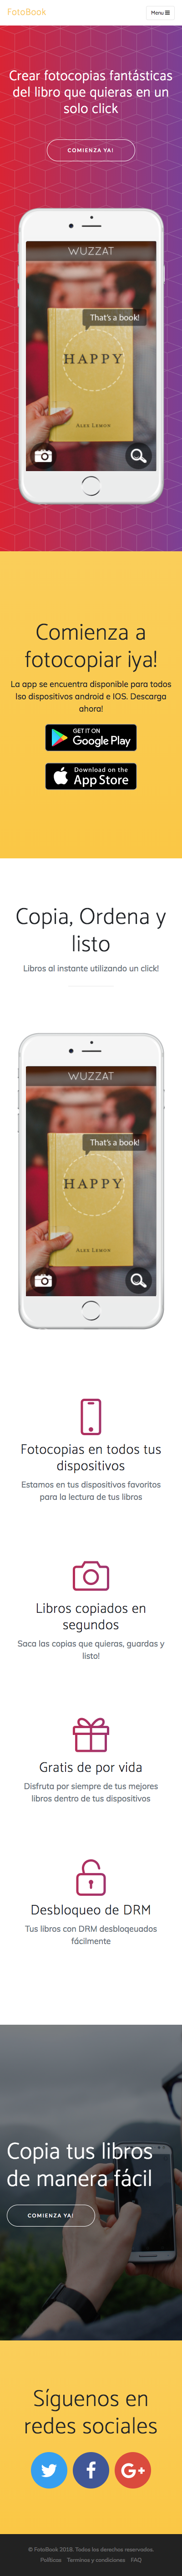 FotoBook
Menu
Crear fotocopias fantásticas
del libro que quieras en un
solo click
COMIENZA YA!
WUZZAT
That's a book!
HAPPY
ALEX LEMON
Comienza a
fotocopiar iya!
La app se encuentra disponible para todos
lso dispositivos android e IOS. Descarga
ahora!
GET IT ON
Google Play
Download on the
App Store
Copia, Ordena y
listo
Libros al instante utilizando un click!
WUZZAT
That's a book!
HAPPY
ALEX LEMON
Fotocopias en todos tus
dispositivos
Estamos en tus dispositivos favoritos
para la lectura de tus libros
Libros copiados en
segundos
Saca las copias que quieras, guardas y
listo!
Gratis de por vida
Disfruta por siempre de tus mejores
libros dentro de tus dispositivos
Desbloqueo de DRM
Tus libros con DRM desbloqeuados
fácilmente
Copia tus libros
de manera fácil
COMIENZA YA!
Síguenos en
redes sociales
© FotoBook 2018. Todos los derechos reservados.
Políticas Terminos y condiciones FAQ